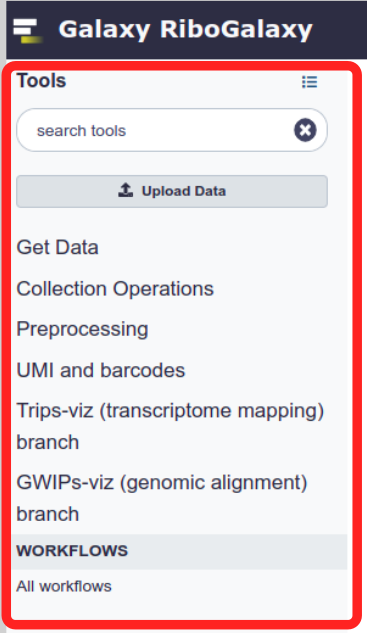 Galaxy RiboGalaxy
Tools
search tools
Upload Data
Get Data
Collection Operations
Preprocessing
UMI and barcodes
Trips-viz (transcriptome mapping)
branch
GWIPs-viz (genomic alignment)
branch
WORKFLOWS
All workflows